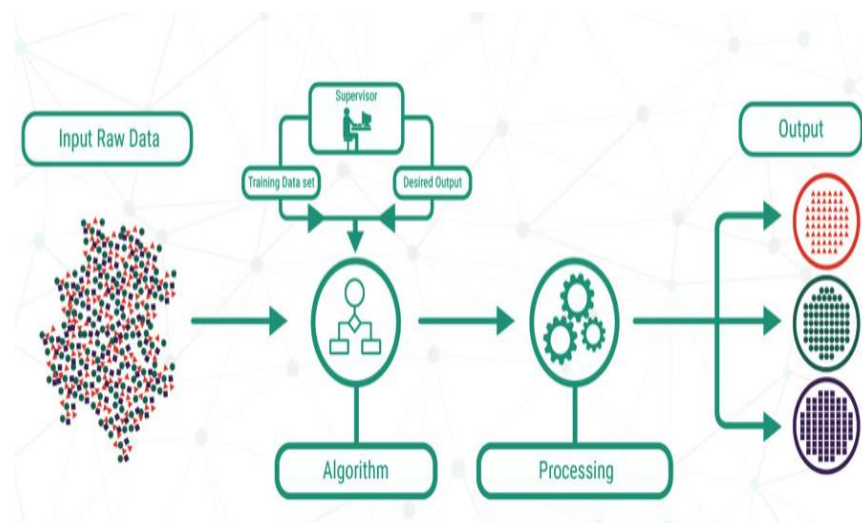 Input Raw Data
Supervisor
Training Data set
Desired Output
Algorithm
Processing
Output